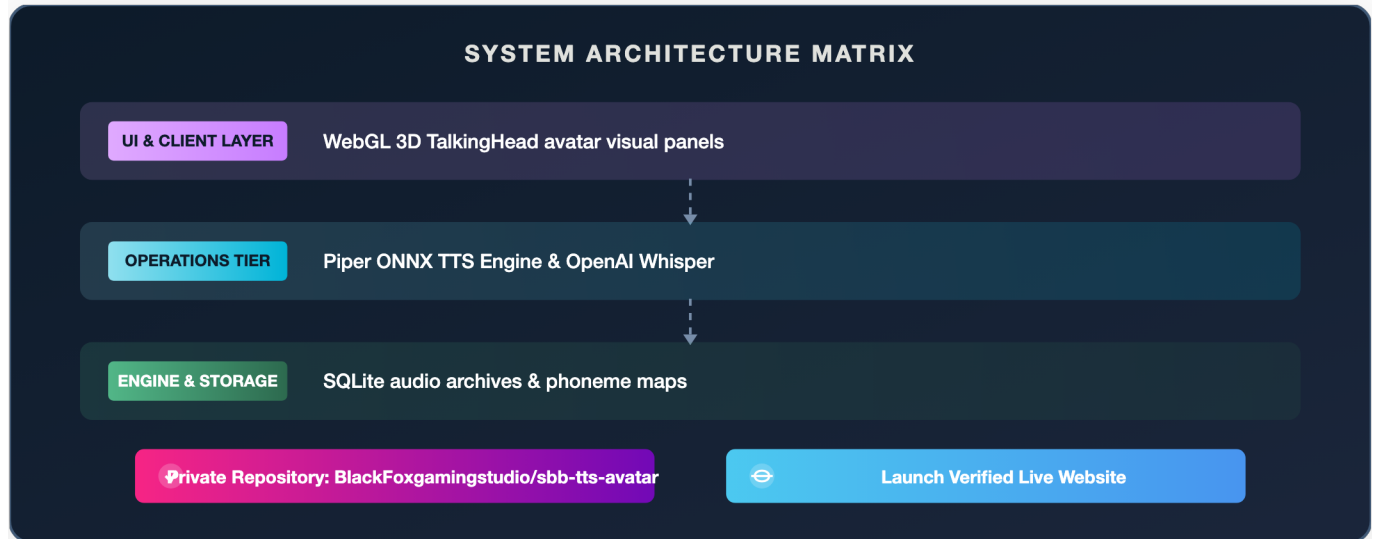 SYSTEM ARCHITECTURE MATRIX
UI & CLIENT LAYER
WebGL 3D TalkingHead avatar visual panels
OPERATIONS TIER
Piper ONNX TTS Engine & OpenAI Whisper
ENGINE & STORAGE
SQLite audio archives & phoneme maps
Private Repository: BlackFoxgamingstudio/sbb-tts-avatar
Launch Verified Live Website